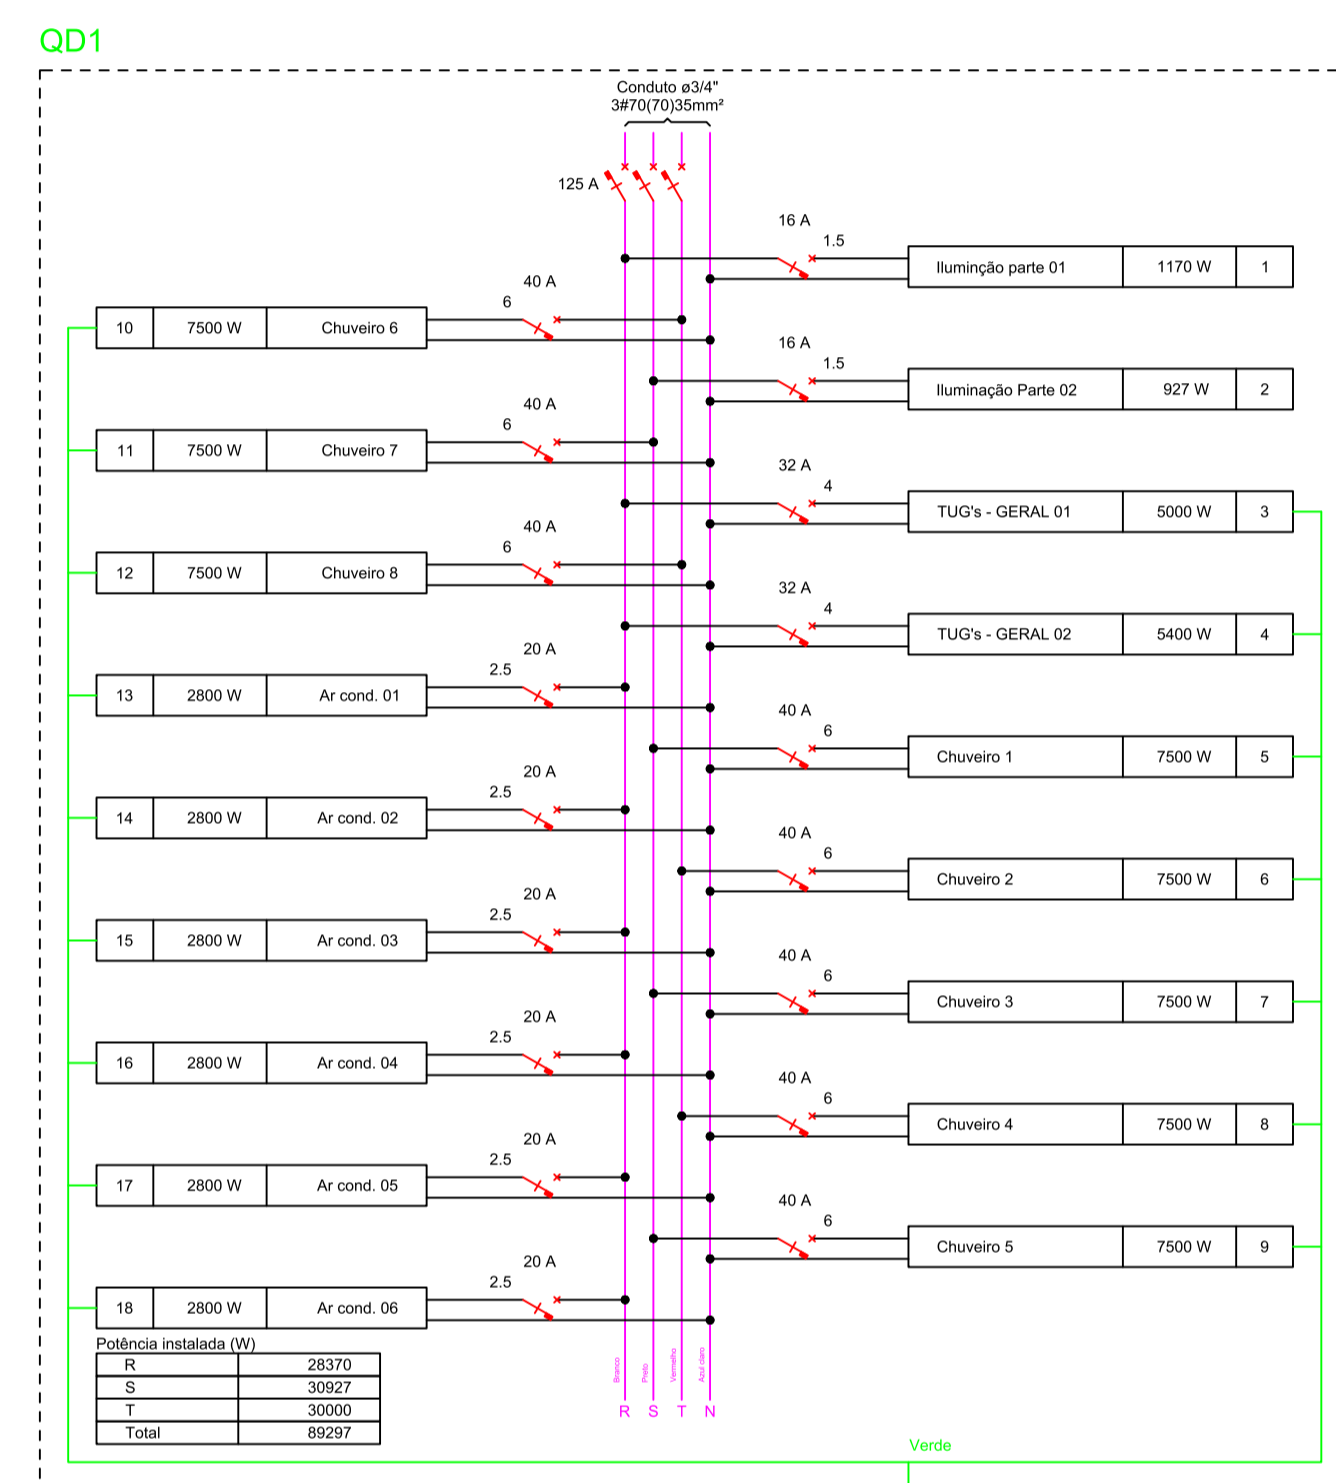 QD1
Conduto ø3/4"
3#70(70)35mm²
125 A
16 A
1.5
Iluminção parte 01 1170 W 1
40 A
6
10 7500 W Chuveiro 6
16 A
1.5
Iluminação Parte 02 927 W 2
40 A
6
11 7500 W Chuveiro 7
32 A
4
TUG's - GERAL 01 5000 W 3
40 A
6
12 7500 W Chuveiro 8
32 A
4
TUG's - GERAL 02 5400 W 4
20 A
2.5
13 2800 W Ar cond. 01
40 A
6
Chuveiro 1 7500 W 5
20 A
2.5
14 2800 W Ar cond. 02
40 A
6
Chuveiro 2 7500 W 6
20 A
2.5
15 2800 W Ar cond. 03
40 A
6
Chuveiro 3 7500 W 7
20 A
2.5
16 2800 W Ar cond. 04
40 A
6
Chuveiro 4 7500 W 8
20 A
2.5
17 2800 W Ar cond. 05
40 A
6
Chuveiro 5 7500 W 9
20 A
2.5
18 2800 W Ar cond. 06
Potência instalada (W)
R 28370
S 30927
T 30000
Total 89297
Branco
Preto
Vermelho
Azul claro
R S T N
Verde